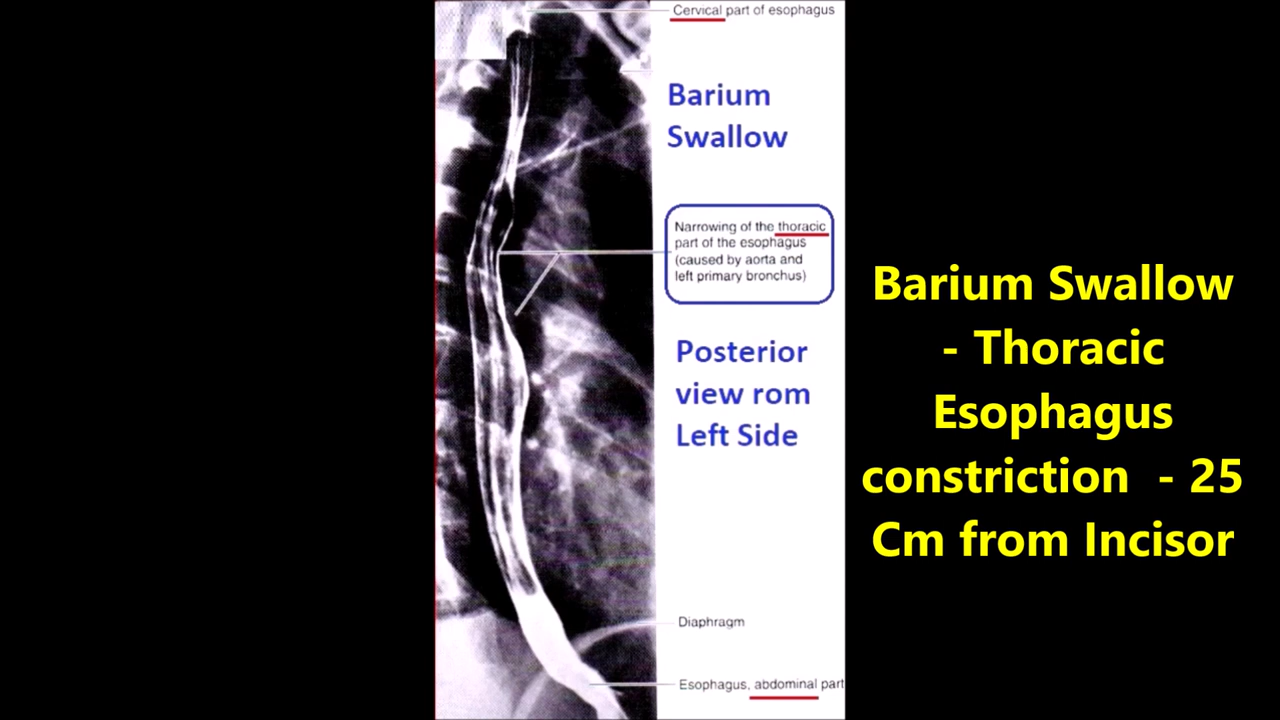 Cervical part of esophagus
Barium
Swallow
Narrowing of the thoracic
part of the esophagus
(caused by aorta and
left primary bronchus)
Posterior
view rom
Left Side
Diaphragm
Esophagus, abdominal part
Barium Swallow
- Thoracic
Esophagus
constriction - 25
Cm from Incisor